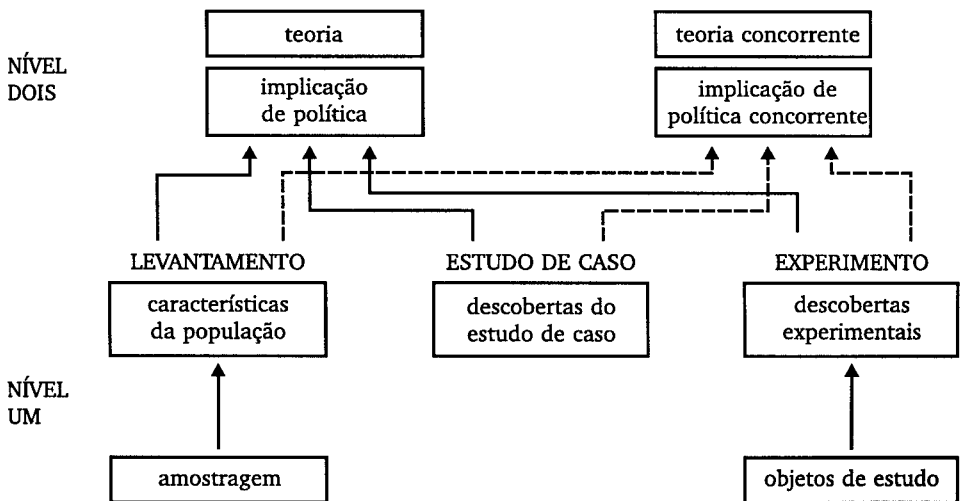 teoria
teoria concorrente
NÍVEL
DOIS
implicação
de política
implicação de
política concorrente
LEVANTAMENTO
ESTUDO DE CASO
EXPERIMENTO
características
da população
descobertas do
estudo de caso
descobertas
experimentais
NÍVEL
UM
amostragem
objetos de estudo